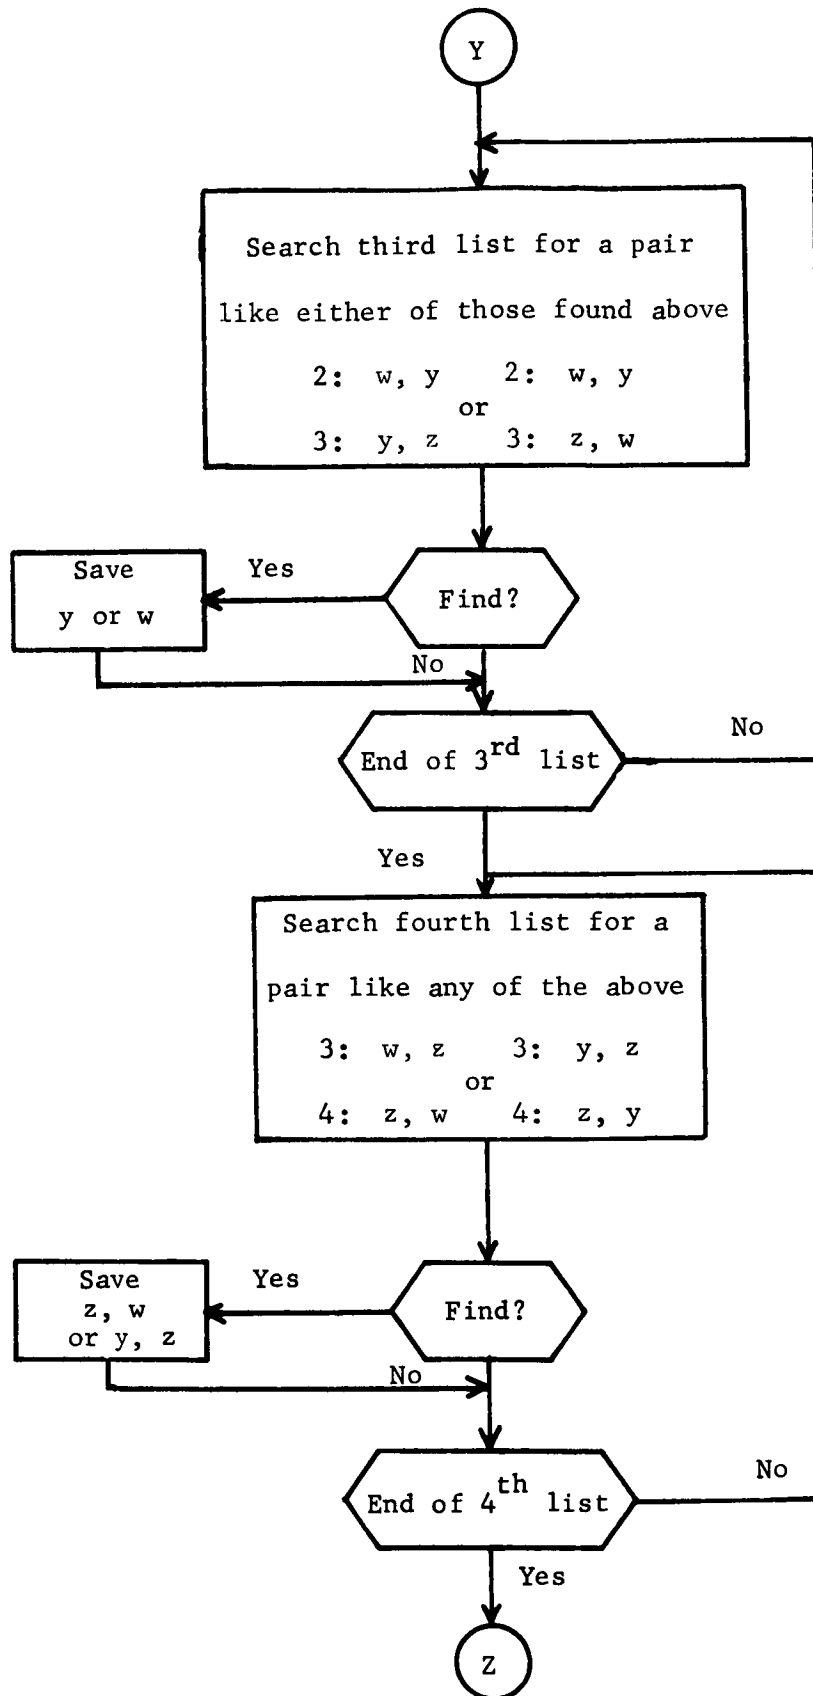 Y
Search third list for a pair
like either of those found above
2: w, y 2: w, y
or
3: y, z 3: z, w
Find?
Yes
Save
y or w
No
End of 3rd list
No
Yes
Search fourth list for a
pair like any of the above
3: w, z 3: y, z
or
4: z, w 4: z, y
Find?
Yes
Save
z, w
or y, z
No
End of 4th list
No
Yes
Z